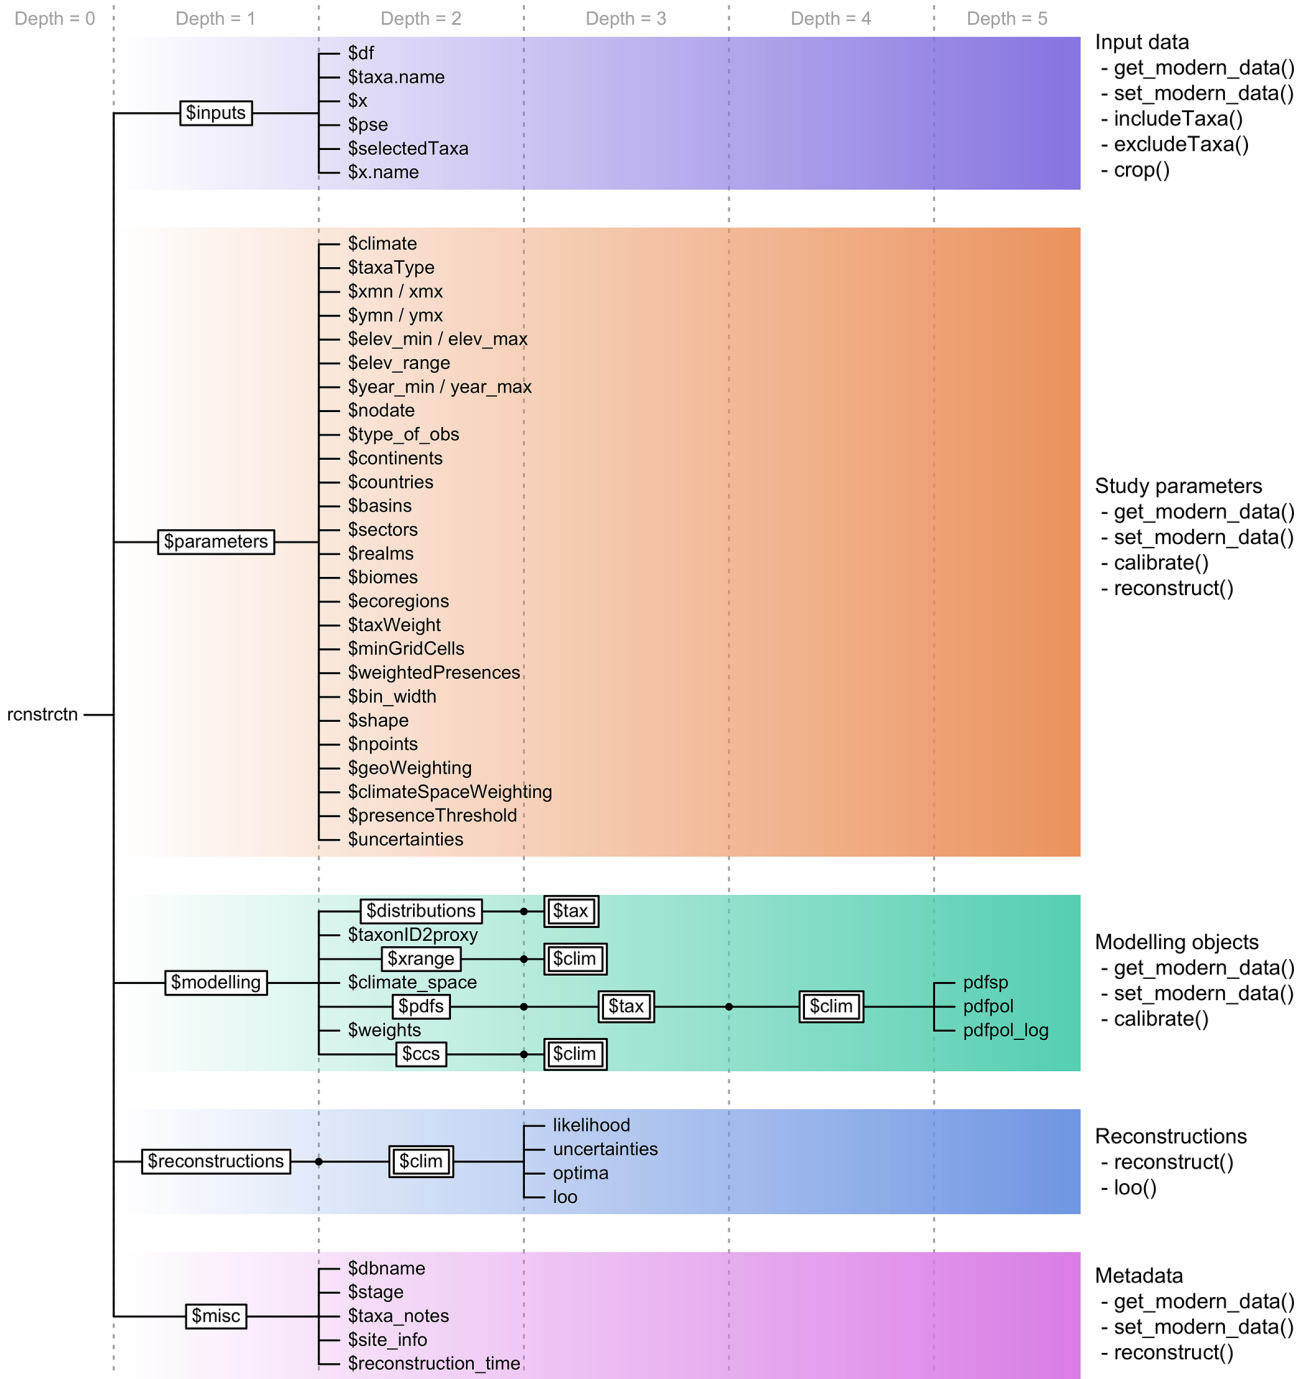 Depth = 0 Depth = 1 Depth = 2 Depth = 3 Depth = 4 Depth = 5
rcnstrctn
$inputs
$df
$taxa.name
$x
$pse
$selectedTaxa
$x.name
Input data
- get_modern_data()
- set_modern_data()
- includeTaxa()
- excludeTaxa()
- crop()
$parameters
$climate
$taxaType
$xmn / xmx
$ymn / ymx
$elev_min / elev_max
$elev_range
$year_min / year_max
$nodate
$type_of_obs
$continents
$countries
$basins
$sectors
$realms
$biomes
$ecoregions
$taxWeight
$minGridCells
$weightedPresences
$bin_width
$shape
$npoints
$geoWeighting
$climateSpaceWeighting
$presenceThreshold
$uncertainties
Study parameters
- get_modern_data()
- set_modern_data()
- calibrate()
- reconstruct()
$modelling
$distributions $tax
$taxonID2proxy
$xrange $clim
$climate_space
$pdfs $tax $clim
pdfsp
pdfpol
pdfpol_log
$weights
$ccs $clim
Modelling objects
- get_modern_data()
- set_modern_data()
- calibrate()
$reconstructions $clim
likelihood
uncertainties
optima
loo
Reconstructions
- reconstruct()
- loo()
$misc
$dbname
$stage
$taxa_notes
$site_info
$reconstruction_time
Metadata
- get_modern_data()
- set_modern_data()
- reconstruct()